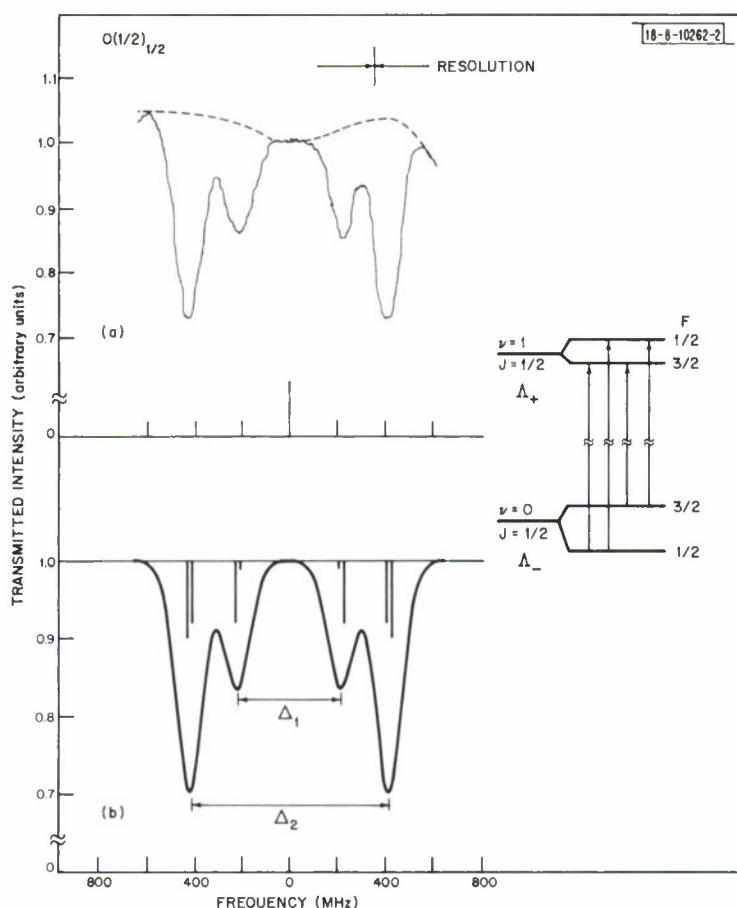 18-8-10262-2
Q(1/2)1/2
RESOLUTION
1.1
1.0
0.9
0.8
0.7
0
(a)
TRANSMITTED INTENSITY (arbitrary units)
F
ν = 1
J = 1/2
Λ+
1/2
3/2
ν = 0
J = 1/2
Λ−
3/2
1/2
1.0
0.9
0.8
0.7
0
Δ1
Δ2
(b)
800 400 0 400 800
FREQUENCY (MHz)